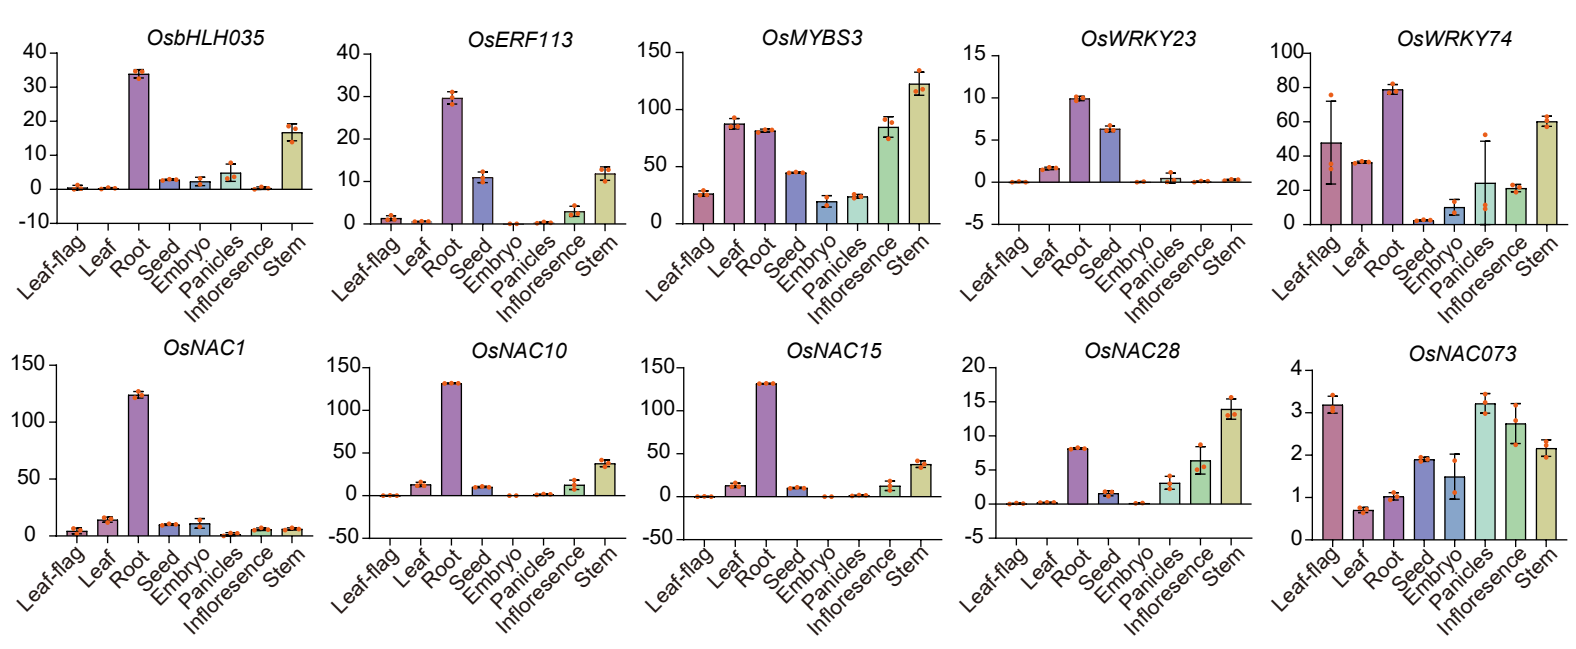 OsbHLH035
40
30
20
10
0
-10
Leaf-flag
Leaf
Root
Seed
Embryo
Panicles
Infloresence
Stem
OsERF113
40
30
20
10
0
Leaf-flag
Leaf
Root
Seed
Embryo
Panicles
Infloresence
Stem
OsMYBS3
150
100
50
0
Leaf-flag
Leaf
Root
Seed
Embryo
Panicles
Infloresence
Stem
OsWRKY23
15
10
5
0
-5
Leaf-flag
Leaf
Root
Seed
Embryo
Panicles
Infloresence
Stem
OsWRKY74
100
80
60
40
20
0
Leaf-flag
Leaf
Root
Seed
Embryo
Panicles
Infloresence
Stem
OsNAC1
150
100
50
0
Leaf-flag
Leaf
Root
Seed
Embryo
Panicles
Infloresence
Stem
OsNAC10
150
100
50
0
-50
Leaf-flag
Leaf
Root
Seed
Embryo
Panicles
Infloresence
Stem
OsNAC15
150
100
50
0
-50
Leaf-flag
Leaf
Root
Seed
Embryo
Panicles
Infloresence
Stem
OsNAC28
20
15
10
5
0
-5
Leaf-flag
Leaf
Root
Seed
Embryo
Panicles
Infloresence
Stem
OsNAC073
4
3
2
1
0
Leaf-flag
Leaf
Root
Seed
Embryo
Panicles
Infloresence
Stem